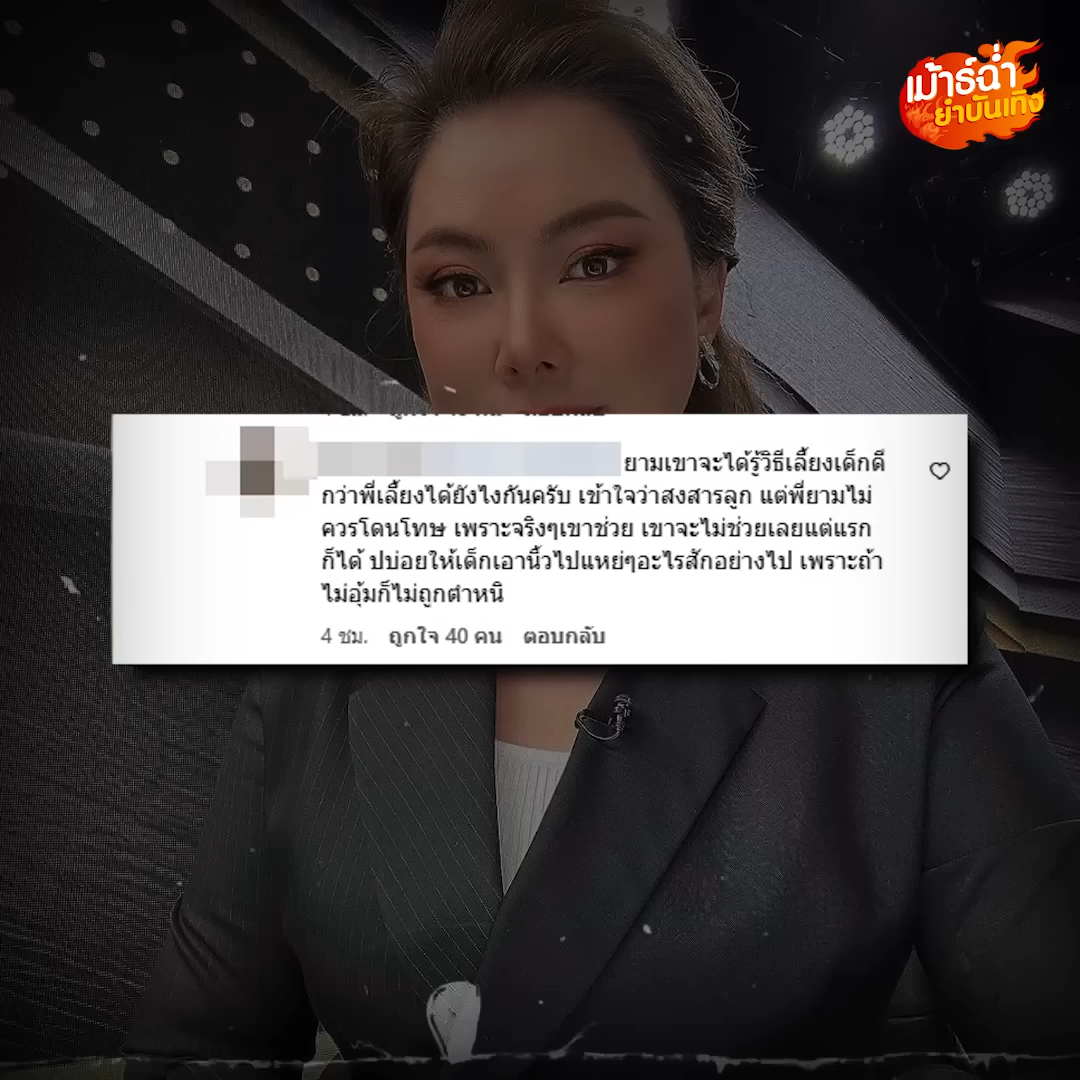 เม้าธ์ฉ่ำ
ยำบันเทิง
ยามเขาจะได้รู้วิธีเลี้ยงเด็กดี
กว่าพี่เลี้ยงได้ยังไงกันครับ เข้าใจว่าสงสารลูก แต่พี่ยามไม่
ควรโดนโทษ เพราะจริงๆเขาช่วย เขาจะไม่ช่วยเลยแต่แรก
ก็ได้ ปบ่อยให้เด็กเอานิ้วไปแหย่ๆอะไรสักอย่างไป เพราะถ้า
ไม่อุ้มก็ไม่ถูกตำหนิ
4 ชม. ถูกใจ 40 คน ตอบกลับ